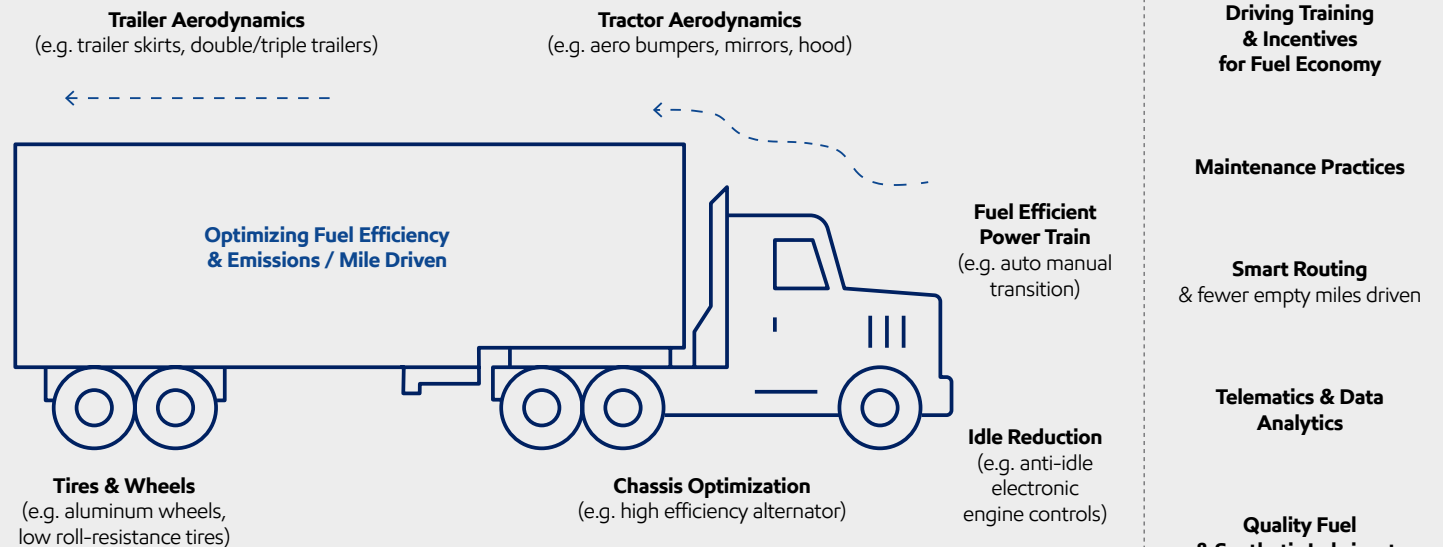 Trailer Aerodynamics
(e.g. trailer skirts, double/triple trailers)
Tractor Aerodynamics
(e.g. aero bumpers, mirrors, hood)
Optimizing Fuel Efficiency
& Emissions / Mile Driven
Fuel Efficient
Power Train
(e.g. auto manual
transition)
Idle Reduction
(e.g. anti-idle
electronic
engine controls)
Tires & Wheels
(e.g. aluminum wheels,
low roll-resistance tires)
Chassis Optimization
(e.g. high efficiency alternator)
Driving Training
& Incentives
for Fuel Economy
Maintenance Practices
Smart Routing
& fewer empty miles driven
Telematics & Data
Analytics
Quality Fuel